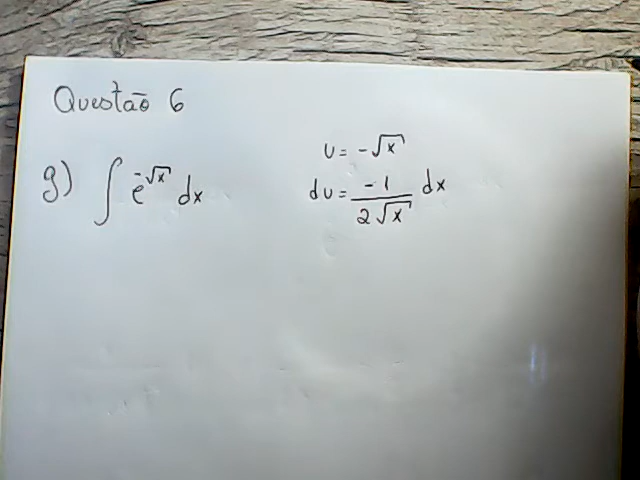 Questão 6
g) ∫ e^{-√x} dx
u = -√x
du = -1/(2√x) dx